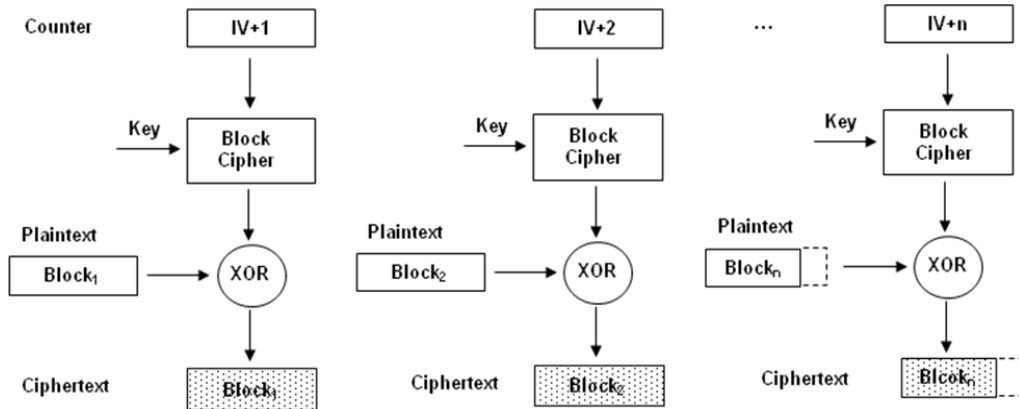 Counter IV+1 IV+2 ... IV+n
Key Block Cipher Key Block Cipher Key Block Cipher
Plaintext Plaintext Plaintext
Block₁ XOR Block₂ XOR Blockₙ XOR
Ciphertext Block₁ Ciphertext Block₂ Ciphertext Blcokₙ